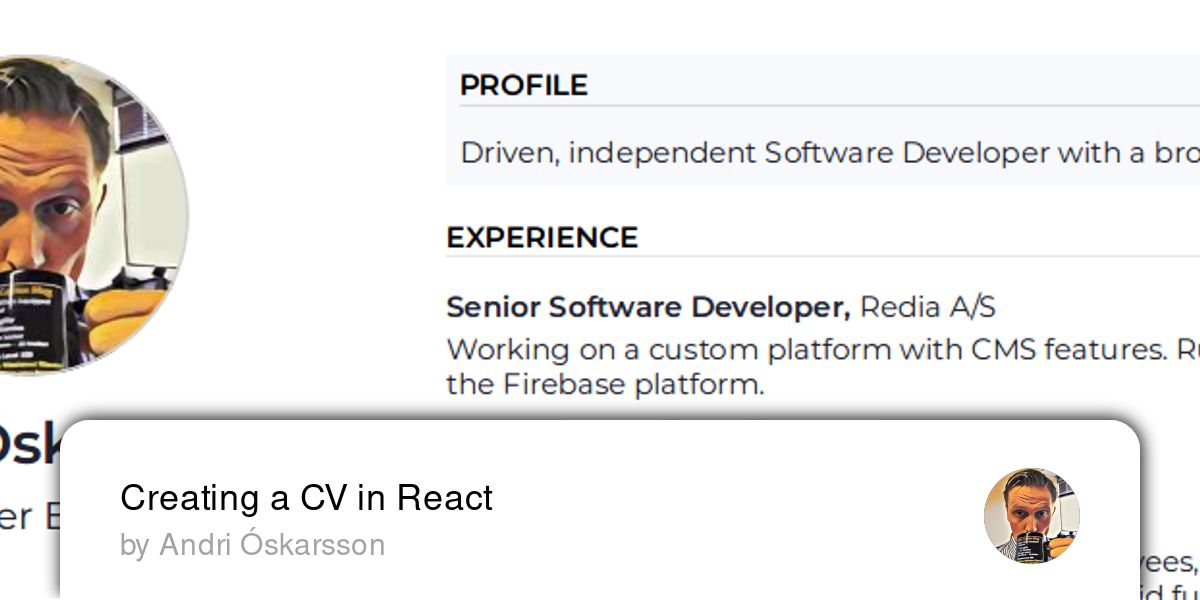 PROFILE
Driven, independent Software Developer with a bro
EXPERIENCE
Senior Software Developer, Redia A/S
Working on a custom platform with CMS features. R
the Firebase platform.
Ósk
er E
Creating a CV in React
by Andri Óskarsson
yees,
id fu